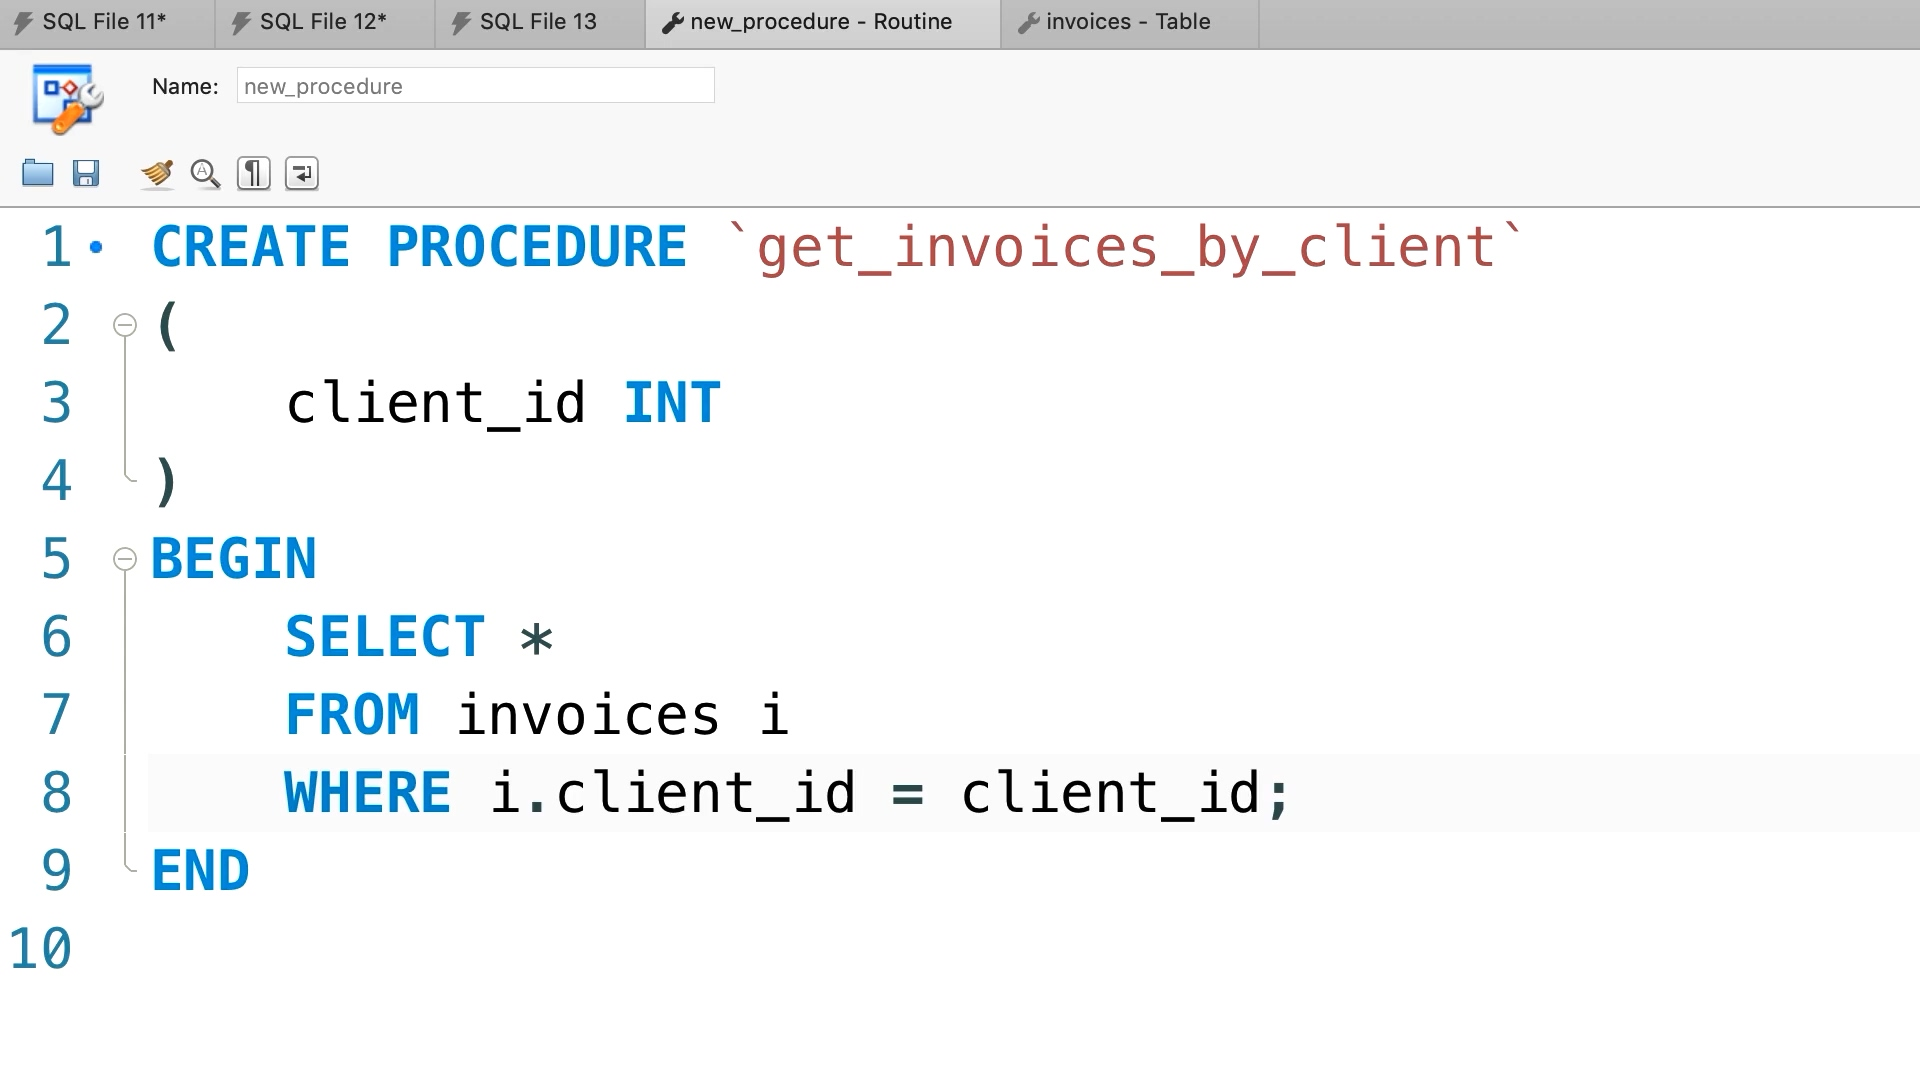 SQL File 11* SQL File 12* SQL File 13 new_procedure - Routine invoices - Table
Name: new_procedure
1 CREATE PROCEDURE `get_invoices_by_client`
2 (
3 client_id INT
4 )
5 BEGIN
6 SELECT *
7 FROM invoices i
8 WHERE i.client_id = client_id;
9 END
10